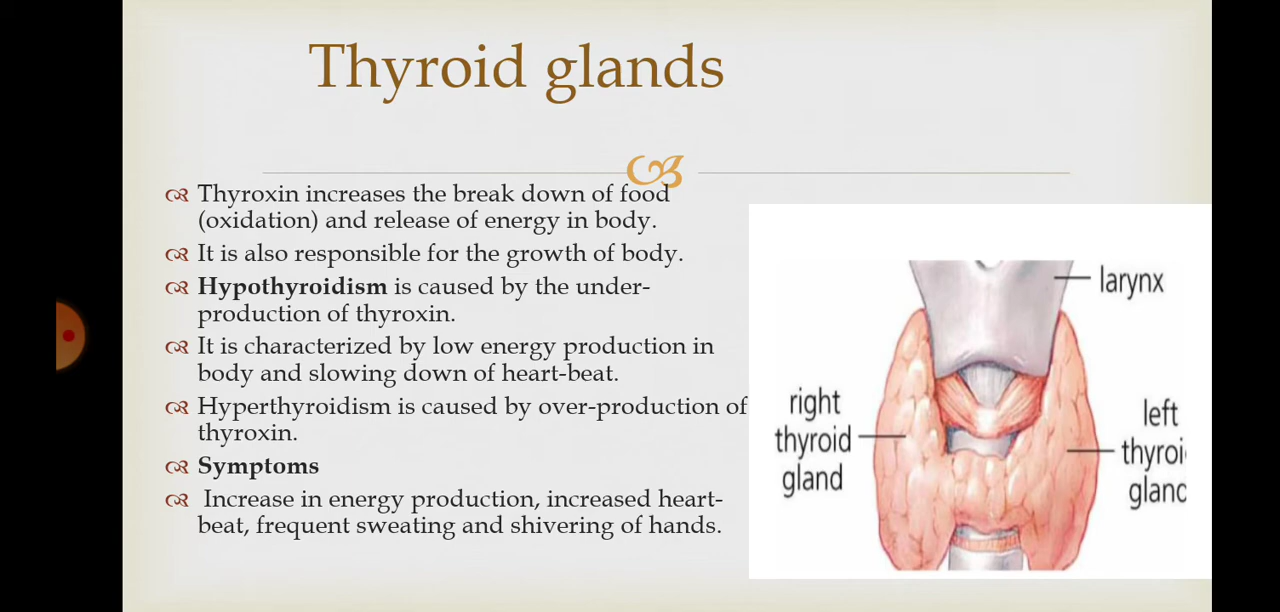 Thyroid glands
Thyroxin increases the break down of food
(oxidation) and release of energy in body.
It is also responsible for the growth of body.
Hypothyroidism is caused by the under-
production of thyroxin.
It is characterized by low energy production in
body and slowing down of heart-beat.
Hyperthyroidism is caused by over-production of
thyroxin.
Symptoms
Increase in energy production, increased heart-
beat, frequent sweating and shivering of hands.
larynx
right
thyroid
gland
left
thyroi
glanc